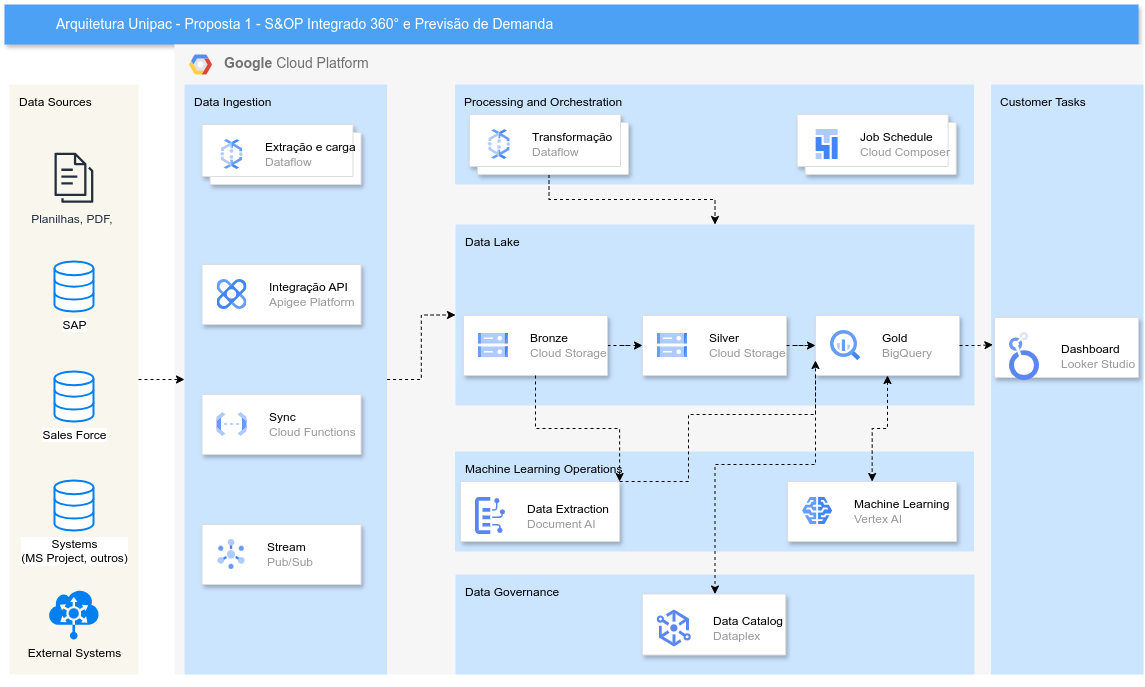 Arquitetura Unipac - Proposta 1 - S&OP Integrado 360° e Previsão de Demanda
Google Cloud Platform
Data Sources
Planilhas, PDF,
SAP
Sales Force
Systems
(MS Project, outros)
External Systems
Data Ingestion
Extração e carga
Dataflow
Integração API
Apigee Platform
Sync
Cloud Functions
Stream
Pub/Sub
Processing and Orchestration
Transformação
Dataflow
Job Schedule
Cloud Composer
Data Lake
Bronze
Cloud Storage
Silver
Cloud Storage
Gold
BigQuery
Machine Learning Operations
Data Extraction
Document AI
Machine Learning
Vertex AI
Data Governance
Data Catalog
Dataplex
Customer Tasks
Dashboard
Looker Studio